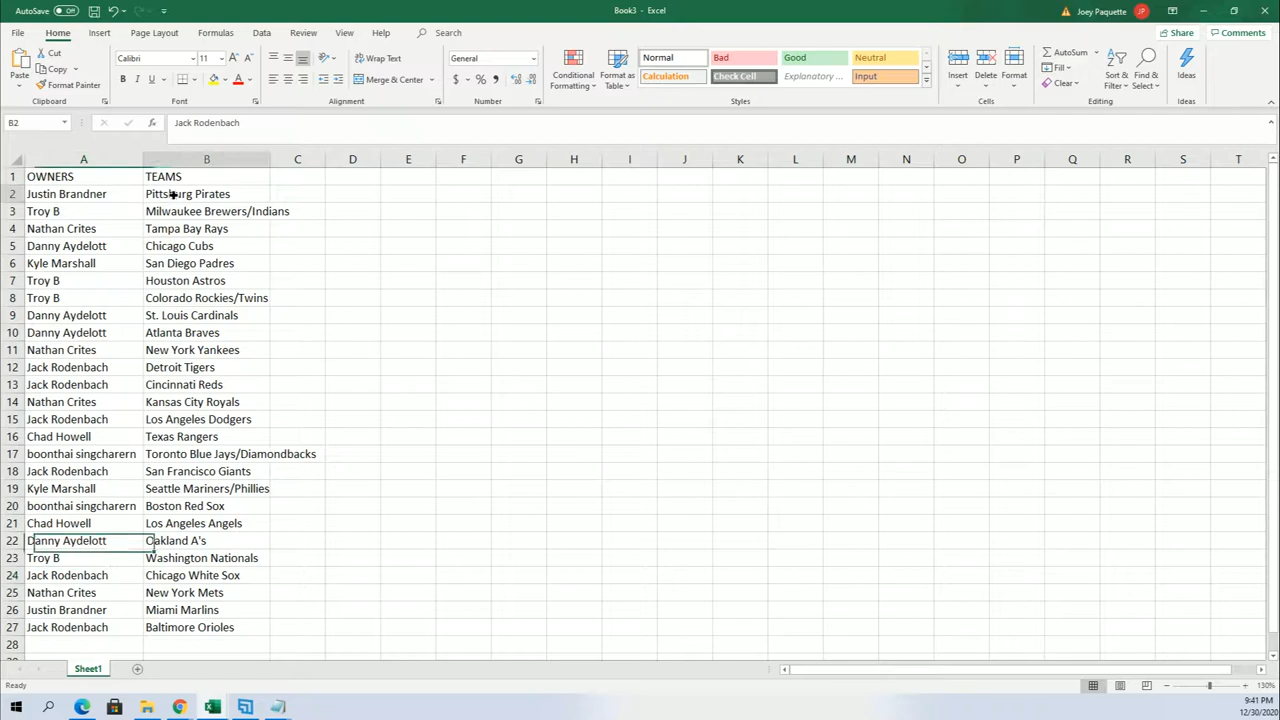 AutoSave Off Book3 - Excel Joey Paquette JP
File Home Insert Page Layout Formulas Data Review View Help Search Share Comments
Paste Cut Copy Format Painter Clipboard
Calibri 11 A A B I U A Font
Wrap Text Merge & Center Alignment
General $ % , Number
Conditional Formatting Format as Table
Normal Bad Good Neutral
Calculation Check Cell Explanatory ... Input
Styles
Insert Delete Format Cells
AutoSum Fill Clear Sort & Filter Find & Select Editing
Ideas Ideas
B2 fx Jack Rodenbach
A B C D E F G H I J K L M N O P Q R S T
1 OWNERS TEAMS
2 Justin Brandner Pittsburg Pirates
3 Troy B Milwaukee Brewers/Indians
4 Nathan Crites Tampa Bay Rays
5 Danny Aydelott Chicago Cubs
6 Kyle Marshall San Diego Padres
7 Troy B Houston Astros
8 Troy B Colorado Rockies/Twins
9 Danny Aydelott St. Louis Cardinals
10 Danny Aydelott Atlanta Braves
11 Nathan Crites New York Yankees
12 Jack Rodenbach Detroit Tigers
13 Jack Rodenbach Cincinnati Reds
14 Nathan Crites Kansas City Royals
15 Jack Rodenbach Los Angeles Dodgers
16 Chad Howell Texas Rangers
17 boonthai singcharern Toronto Blue Jays/Diamondbacks
18 Jack Rodenbach San Francisco Giants
19 Kyle Marshall Seattle Mariners/Phillies
20 boonthai singcharern Boston Red Sox
21 Chad Howell Los Angeles Angels
22 Danny Aydelott Oakland A's
23 Troy B Washington Nationals
24 Jack Rodenbach Chicago White Sox
25 Nathan Crites New York Mets
26 Justin Brandner Miami Marlins
27 Jack Rodenbach Baltimore Orioles
28
Sheet1
Ready 130%
9:41 PM
12/30/2020